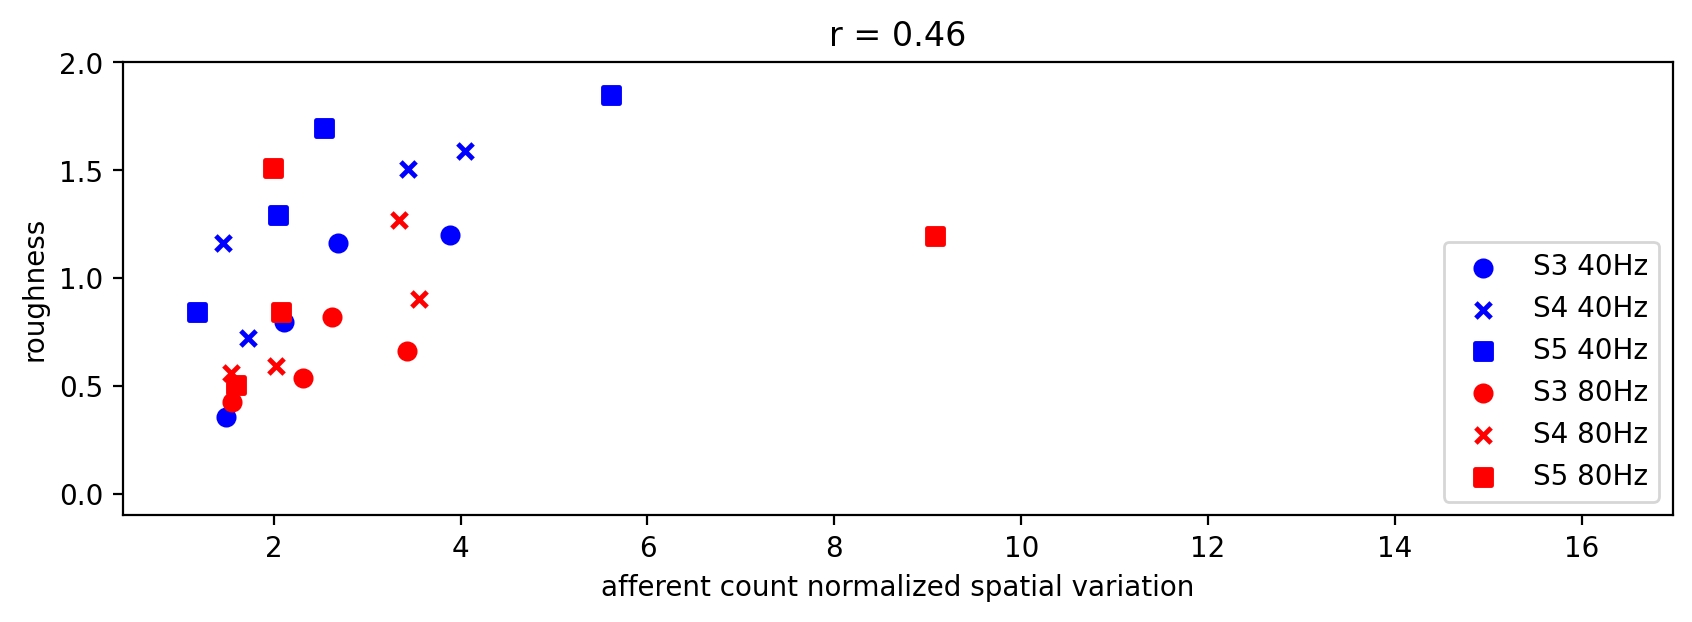 r = 0.46
2.0
1.5
1.0
0.5
0.0
roughness
2 4 6 8 10 12 14 16
afferent count normalized spatial variation
S3 40Hz
S4 40Hz
S5 40Hz
S3 80Hz
S4 80Hz
S5 80Hz